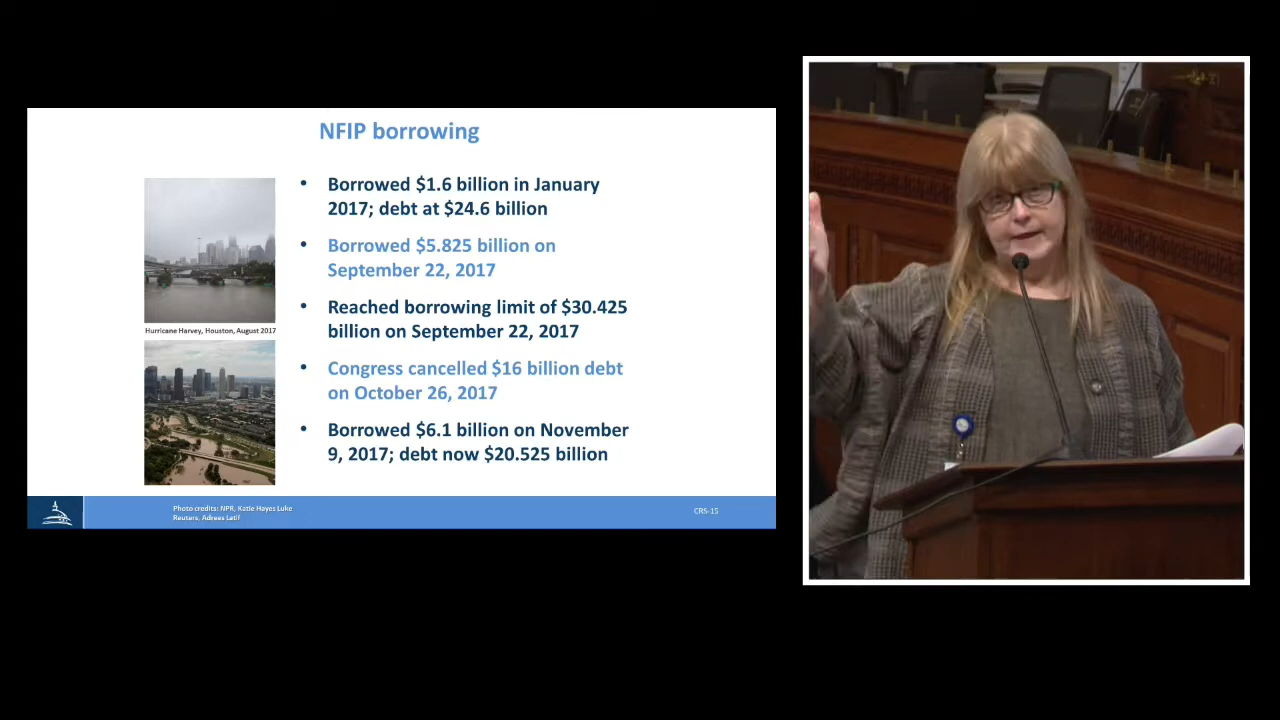 NFIP borrowing
• Borrowed $1.6 billion in January
2017; debt at $24.6 billion
• Borrowed $5.825 billion on
September 22, 2017
• Reached borrowing limit of $30.425
billion on September 22, 2017
• Congress cancelled $16 billion debt
on October 26, 2017
• Borrowed $6.1 billion on November
9, 2017; debt now $20.525 billion
Hurricane Harvey, Houston, August 2017
Photo credits: NPR, Katie Hayes Luke
Reuters, Adrees Latif
CRS-15